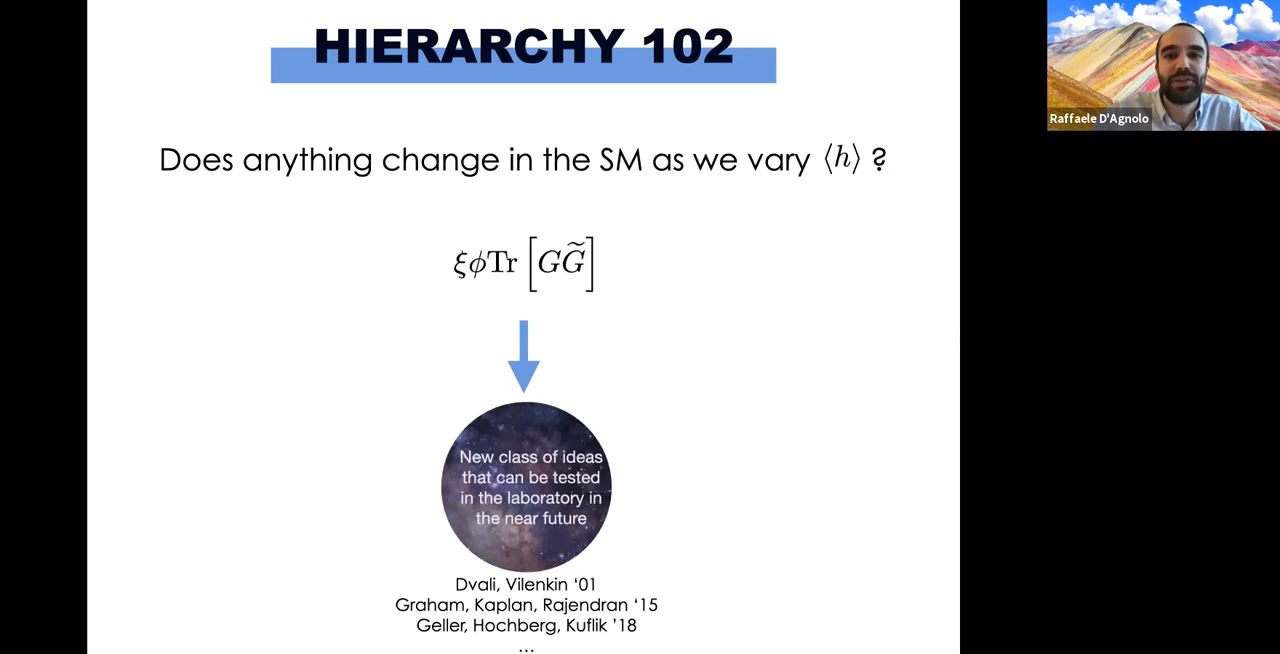 HIERARCHY 102
Does anything change in the SM as we vary ⟨h⟩ ?
ξϕTr [GG̃]
New class of ideas
that can be tested
in the laboratory in
the near future
Dvali, Vilenkin ‘01
Graham, Kaplan, Rajendran ‘15
Geller, Hochberg, Kuflik ’18
...
Raffaele D'Agnolo